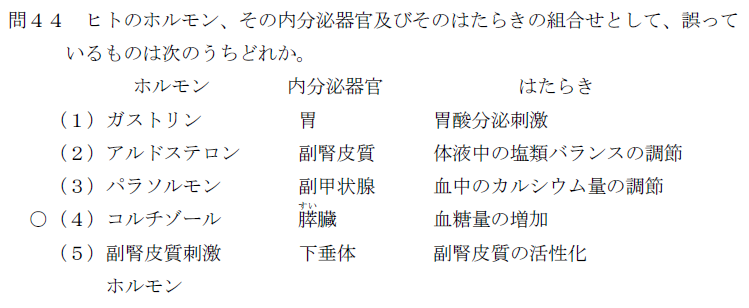 問44 ヒトのホルモン、その内分泌器官及びそのはたらきの組合せとして、誤って
いるものは次のうちどれか。
ホルモン 内分泌器官 はたらき
(1)ガストリン 胃 胃酸分泌刺激
(2)アルドステロン 副腎皮質 体液中の塩類バランスの調節
(3)パラソルモン 副甲状腺 血中のカルシウム量の調節
すい
○(4)コルチゾール 膵臓 血糖量の増加
(5)副腎皮質刺激 下垂体 副腎皮質の活性化
ホルモン